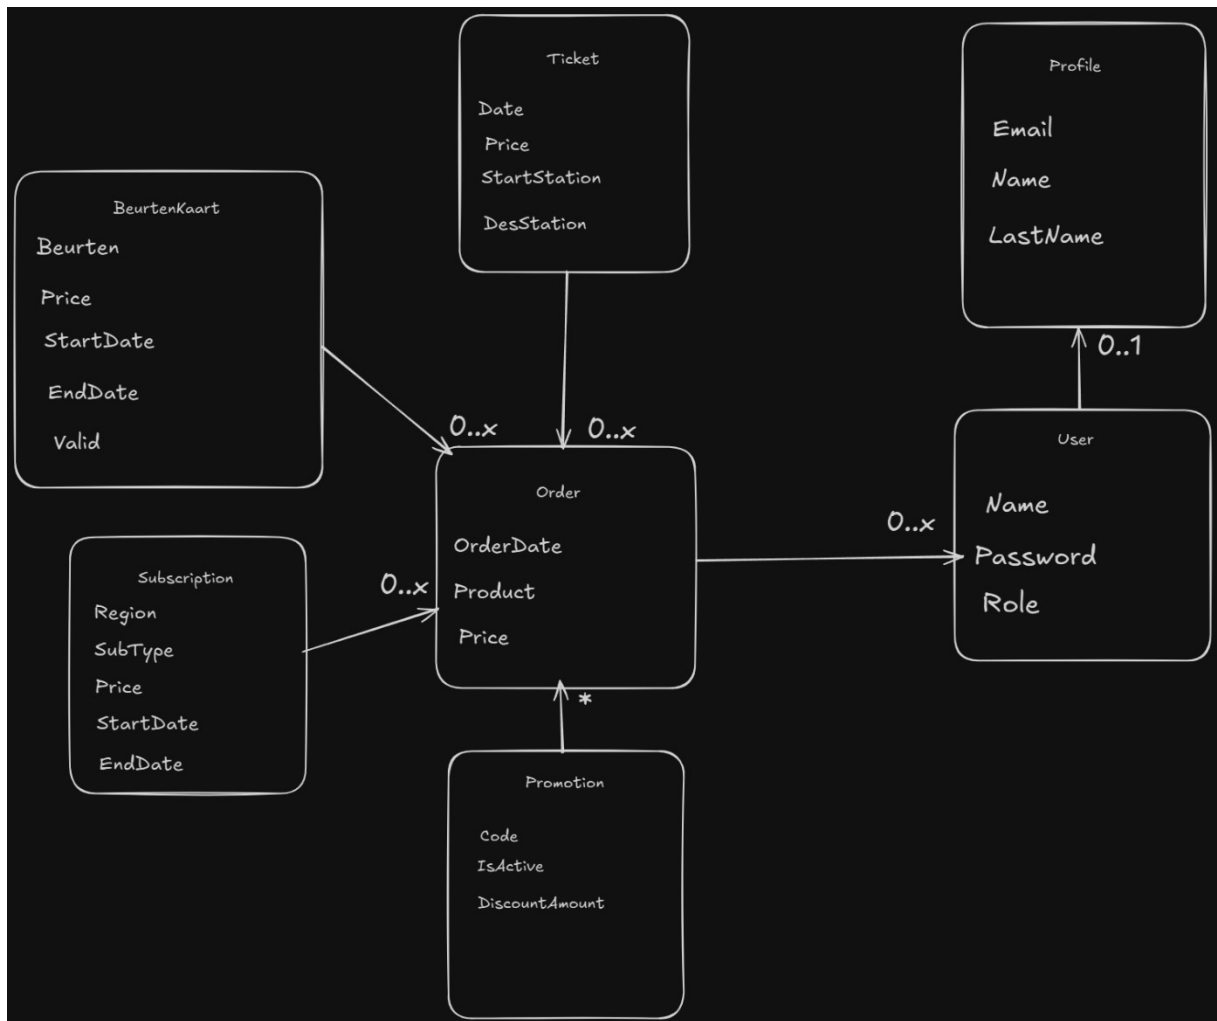 Ticket
Date
Price
StartStation
DesStation
Profile
Email
Name
LastName
BeurtenKaart
Beurten
Price
StartDate
EndDate
Valid
0..x
0..x
0..1
Order
OrderDate
Product
Price
0..x
User
Name
Password
Role
Subscription
Region
SubType
Price
StartDate
EndDate
0..x
*
Promotion
Code
IsActive
DiscountAmount